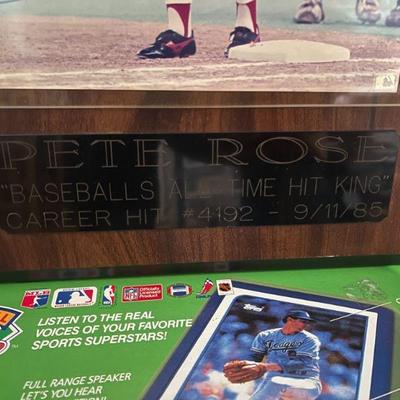 PETE ROSE
"BASEBALLS ALL TIME HIT KING"
CAREER HIT #4192 - 9/11/85
LISTEN TO THE REAL
VOICES OF YOUR FAVORITE
SPORTS SUPERSTARS!
FULL RANGE SPEAKER
LET'S YOU HEAR
Topps
Dodgers